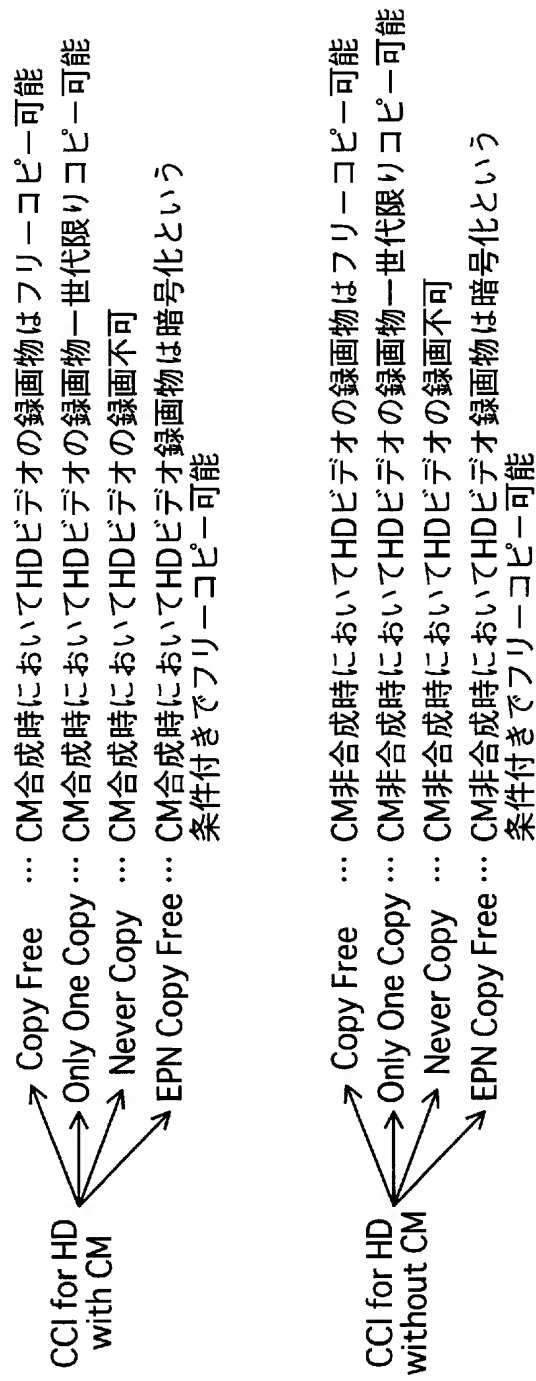 CCI for HD
with CM
Copy Free … CM合成時においてHDビデオの録画物はフリーコピー可能
Only One Copy … CM合成時においてHDビデオの録画物一世代限りコピー可能
Never Copy … CM合成時においてHDビデオの録画不可
EPN Copy Free … CM合成時においてHDビデオ録画物は暗号化という
条件付きでフリーコピー可能
CCI for HD
without CM
Copy Free … CM非合成時においてHDビデオの録画物はフリーコピー可能
Only One Copy … CM非合成時においてHDビデオの録画物一世代限りコピー可能
Never Copy … CM非合成時においてHDビデオの録画不可
EPN Copy Free … CM非合成時においてHDビデオ録画物は暗号化という
条件付きでフリーコピー可能